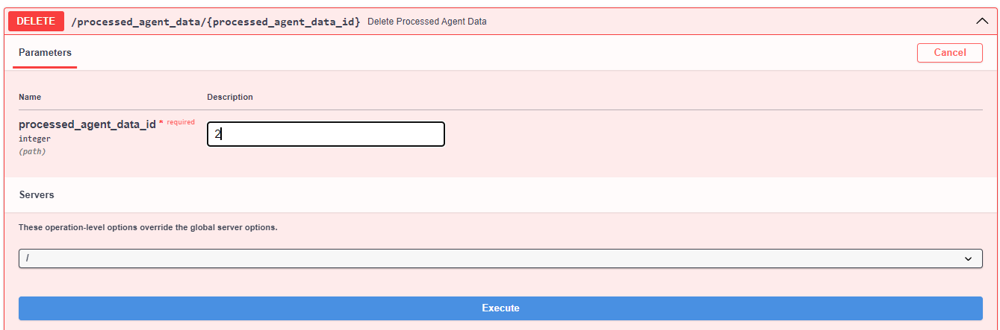 DELETE /processed_agent_data/{processed_agent_data_id} Delete Processed Agent Data
Parameters Cancel
Name Description
processed_agent_data_id * required
integer
(path)
2
Servers
These operation-level options override the global server options.
/
Execute